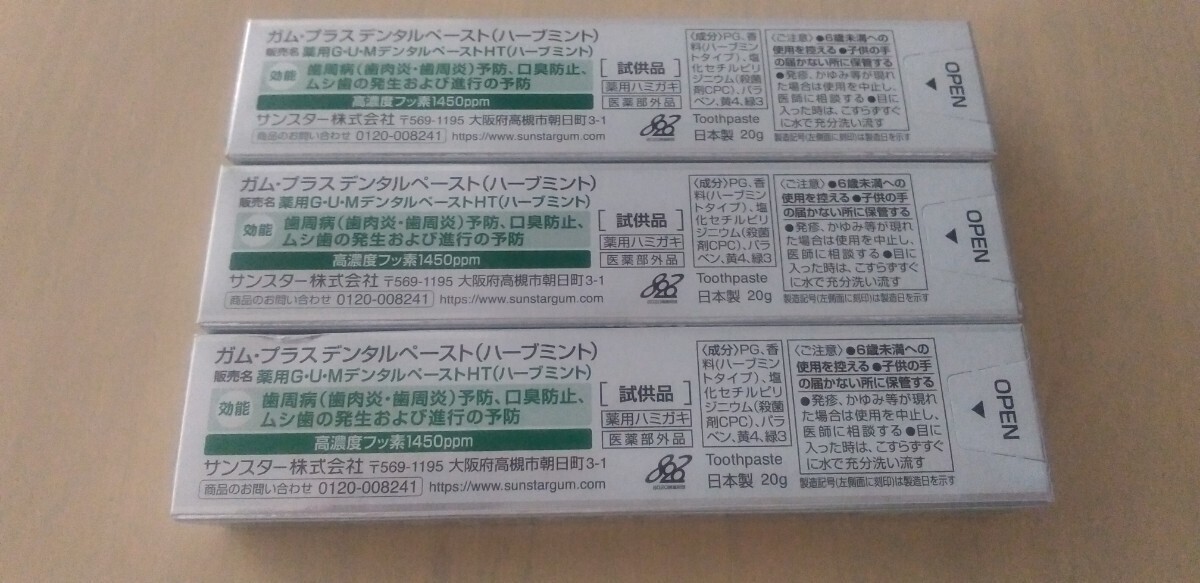 ガム・プラス デンタルペースト(ハーブミント)
販売名 薬用G・U・MデンタルペーストHT(ハーブミント)
効能 歯周病(歯肉炎・歯周炎)予防、口臭防止、
ムシ歯の発生および進行の予防
高濃度フッ素1450ppm
サンスター株式会社 〒569-1195 大阪府高槻市朝日町3-1
商品のお問い合わせ 0120-008241 https://www.sunstargum.com
[試供品]
薬用ハミガキ
医薬部外品
〈成分〉PG、香
料(ハーブミン
トタイプ)、塩
化セチルピリ
ジニウム(殺菌
剤CPC)、パラ
ベン、黄4、緑3
Toothpaste
日本製 20g
〈ご注意〉●6歳未満への
使用を控える●子供の手
の届かない所に保管する
●発疹、かゆみ等が現れ
た場合は使用を中止し、
医師に相談する●目に
入った時は、こすらずすぐ
に水で充分洗い流す
製造記号(左側面に刻印)は製造日を示す
OPEN
ガム・プラス デンタルペースト(ハーブミント)
販売名 薬用G・U・MデンタルペーストHT(ハーブミント)
効能 歯周病(歯肉炎・歯周炎)予防、口臭防止、
ムシ歯の発生および進行の予防
高濃度フッ素1450ppm
サンスター株式会社 〒569-1195 大阪府高槻市朝日町3-1
商品のお問い合わせ 0120-008241 https://www.sunstargum.com
[試供品]
薬用ハミガキ
医薬部外品
〈成分〉PG、香
料(ハーブミン
トタイプ)、塩
化セチルピリ
ジニウム(殺菌
剤CPC)、パラ
ベン、黄4、緑3
Toothpaste
日本製 20g
〈ご注意〉●6歳未満への
使用を控える●子供の手
の届かない所に保管する
●発疹、かゆみ等が現れ
た場合は使用を中止し、
医師に相談する●目に
入った時は、こすらずすぐ
に水で充分洗い流す
製造記号(左側面に刻印)は製造日を示す
OPEN
ガム・プラス デンタルペースト(ハーブミント)
販売名 薬用G・U・MデンタルペーストHT(ハーブミント)
効能 歯周病(歯肉炎・歯周炎)予防、口臭防止、
ムシ歯の発生および進行の予防
高濃度フッ素1450ppm
サンスター株式会社 〒569-1195 大阪府高槻市朝日町3-1
商品のお問い合わせ 0120-008241 https://www.sunstargum.com
[試供品]
薬用ハミガキ
医薬部外品
〈成分〉PG、香
料(ハーブミン
トタイプ)、塩
化セチルピリ
ジニウム(殺菌
剤CPC)、パラ
ベン、黄4、緑3
Toothpaste
日本製 20g
〈ご注意〉●6歳未満への
使用を控える●子供の手
の届かない所に保管する
●発疹、かゆみ等が現れ
た場合は使用を中止し、
医師に相談する●目に
入った時は、こすらずすぐ
に水で充分洗い流す
製造記号(左側面に刻印)は製造日を示す
OPEN